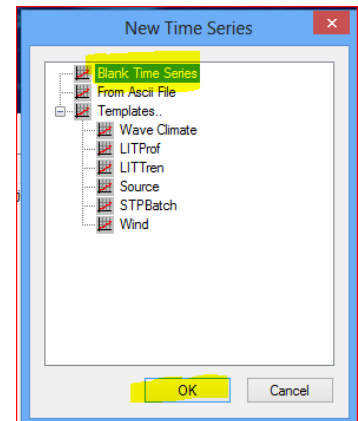 New Time Series
Blank Time Series
From Ascii File
Templates..
Wave Climate
LITProf
LITTren
Source
STPBatch
Wind
OK Cancel